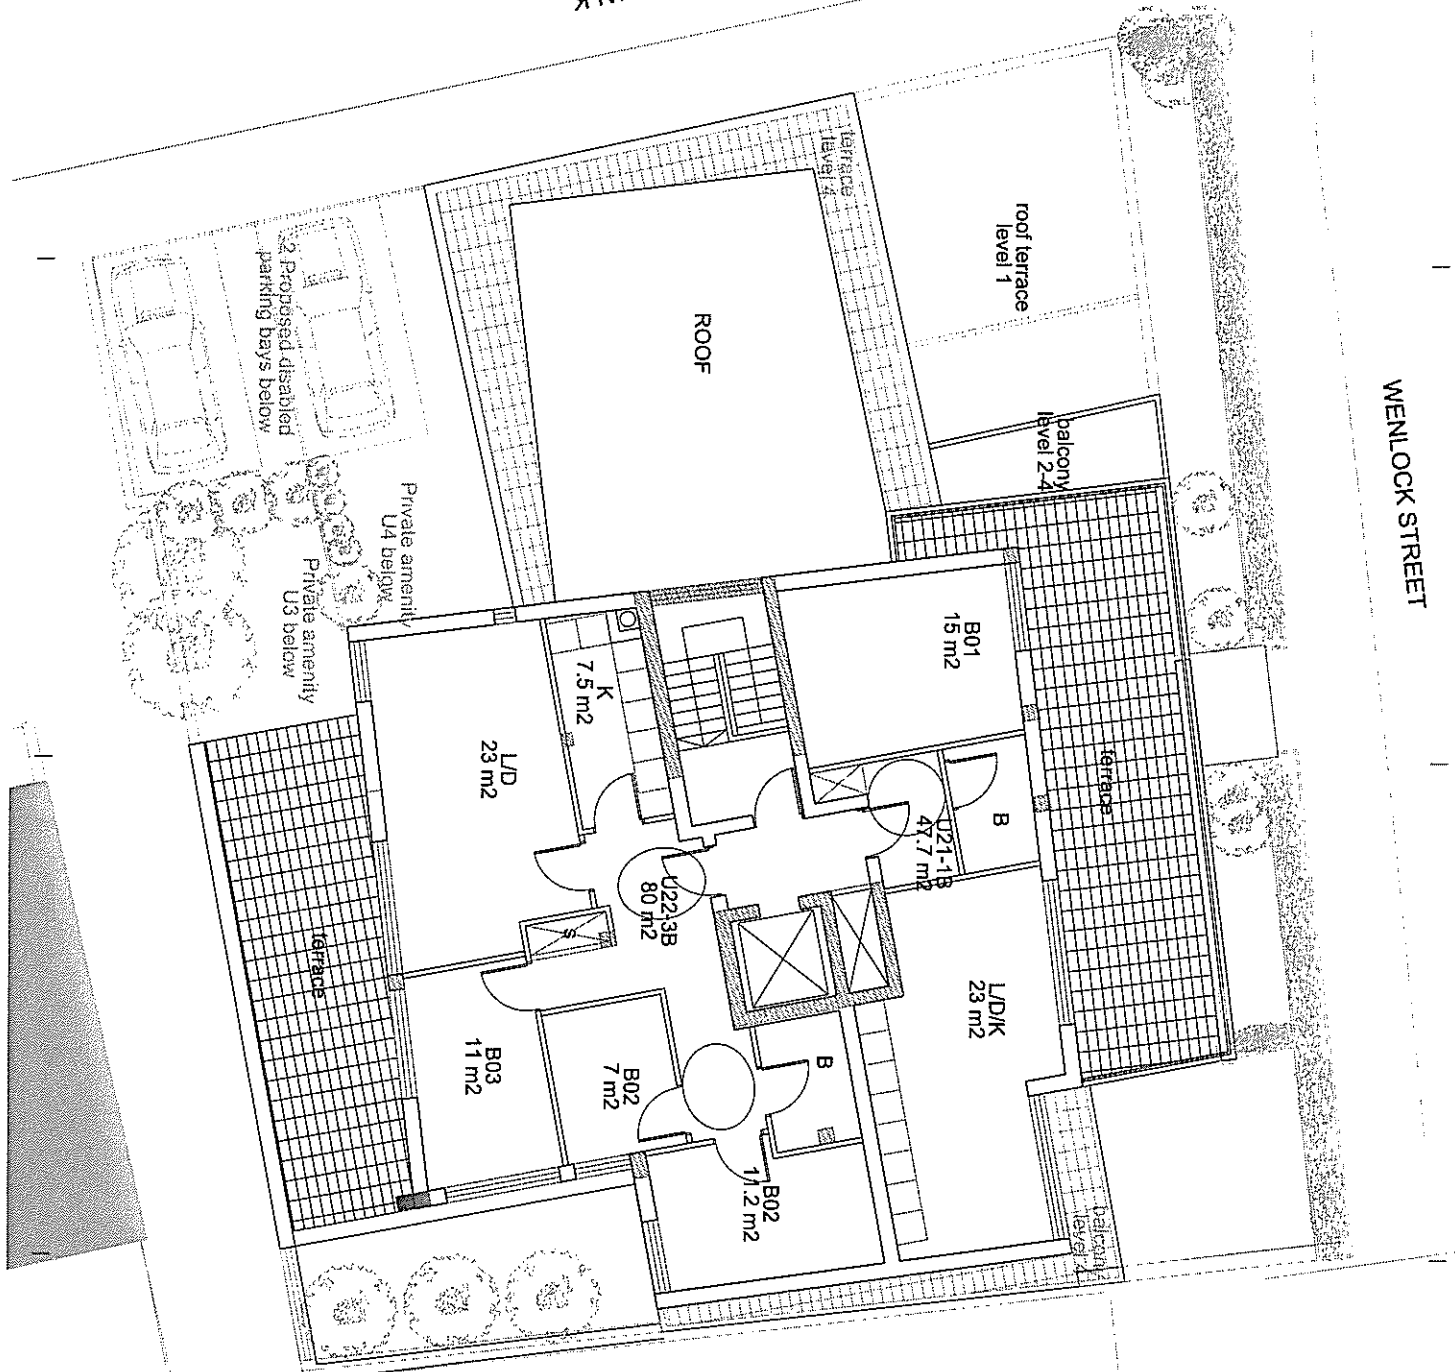 WENLOCK STREET
roof terrace
level 1
terrace
level 4
balcony
level 2-4
ROOF
2 Proposed disabled
parking bays below
Private amenity
U4 below
Private amenity
U3 below
B01
15 m2
terrace
B
U21-1B
47.7 m2
K
7.5 m2
L/D
23 m2
U22-3B
80 m2
s
L/D/K
23 m2
terrace
B03
11 m2
B02
7 m2
B
B02
11.2 m2
balcony